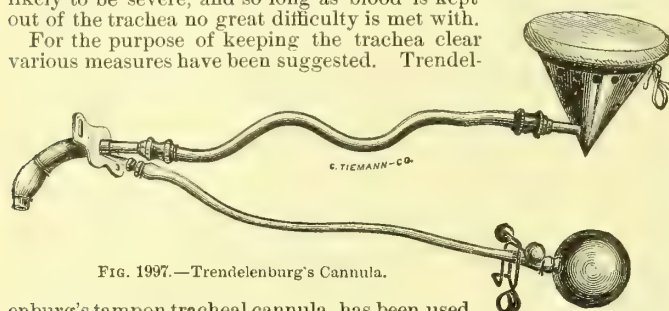 likely to be severe, and so long as blood is kept
out of the trachea no great difficulty is met with.
For the purpose of keeping the trachea clear
various measures have been suggested. Trendel-
C. TIEMANN-CO.
FIG. 1997.—Trendelenburg's Cannula.
enburg's tampon tracheal cannula, has been used